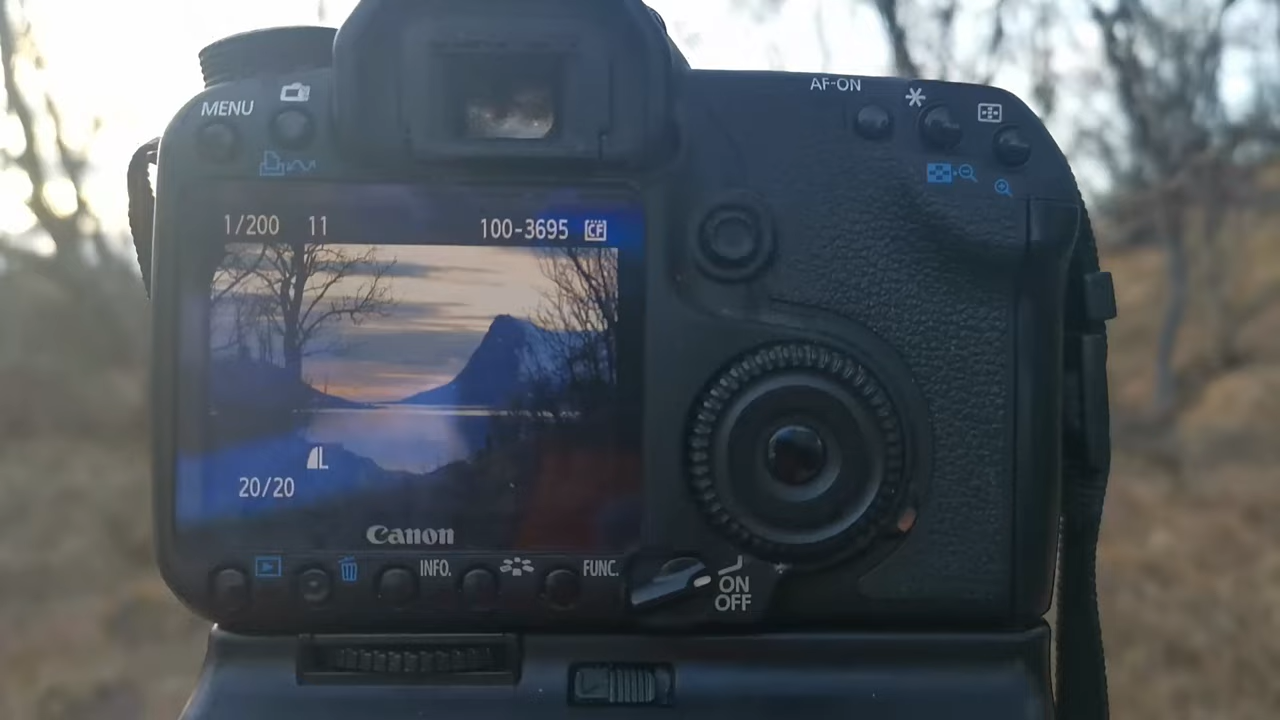 AF-ON
MENU
1/200 11 100-3695 CF
L
20/20
Canon
INFO. FUNC.
ON
OFF